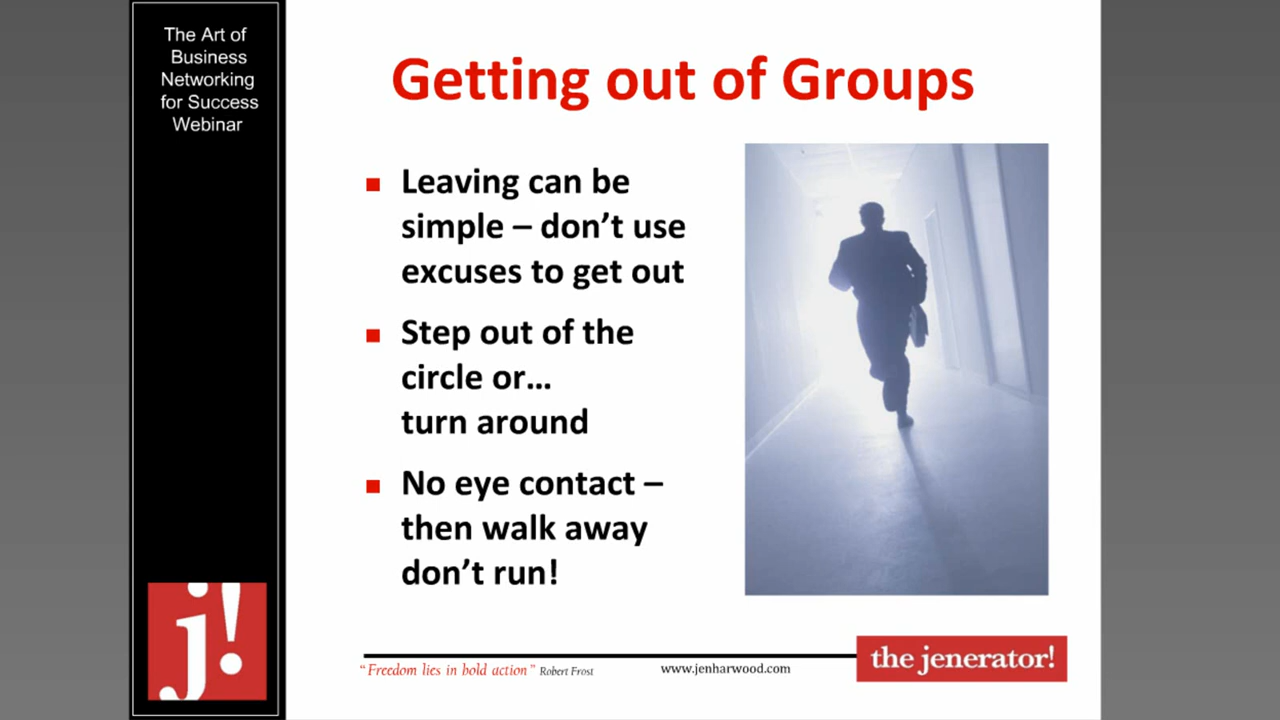 The Art of
Business
Networking
for Success
Webinar
Getting out of Groups
Leaving can be
simple – don’t use
excuses to get out
Step out of the
circle or…
turn around
No eye contact –
then walk away
don’t run!
j!
“Freedom lies in bold action” Robert Frost
www.jenharwood.com
the jenerator!